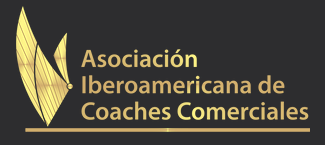 Asociación
Iberoamericana de
Coaches Comerciales